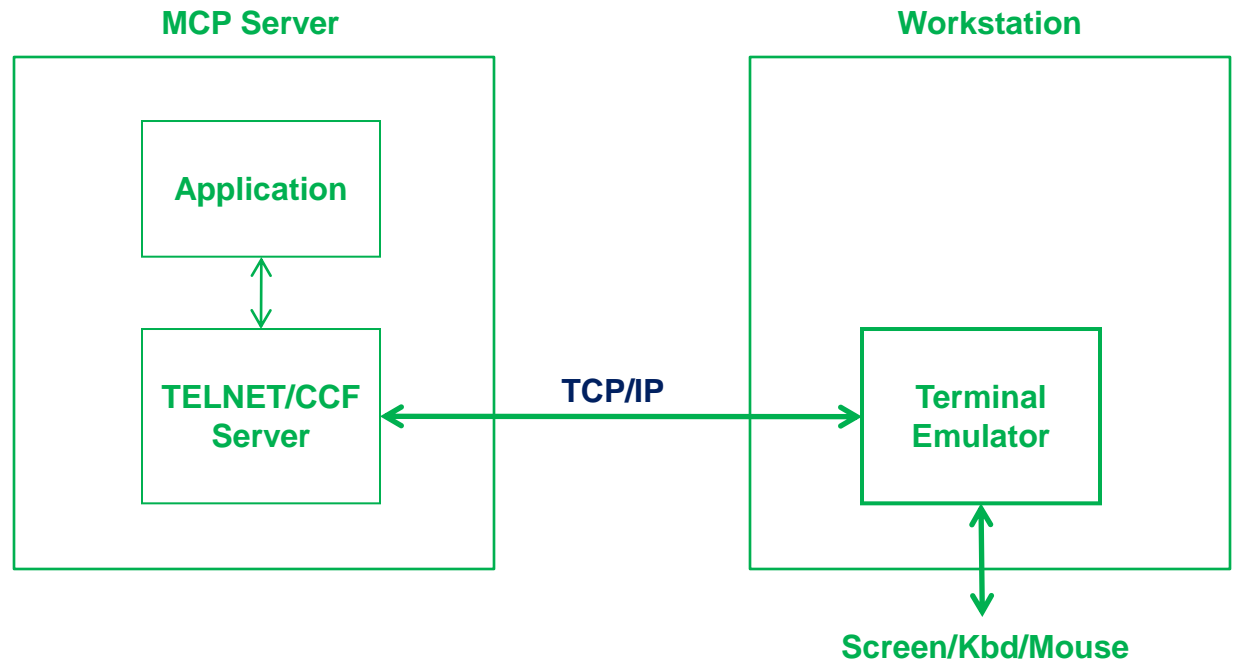 MCP Server
Workstation
Application
TELNET/CCF
Server
TCP/IP
Terminal
Emulator
Screen/Kbd/Mouse